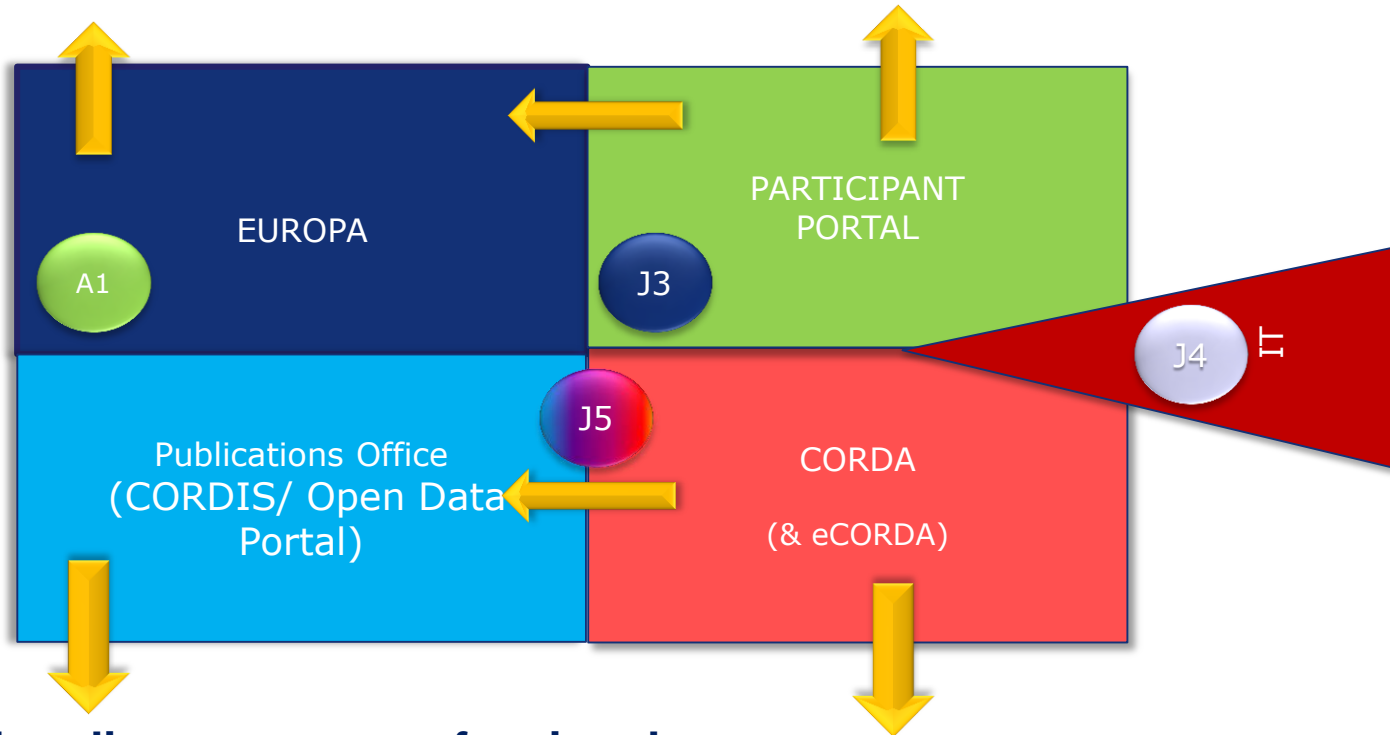 EUROPA
A1
PARTICIPANT
PORTAL
J3
J4
IT
Publications Office
(CORDIS/ Open Data
Portal)
J5
CORDA
(& eCORDA)